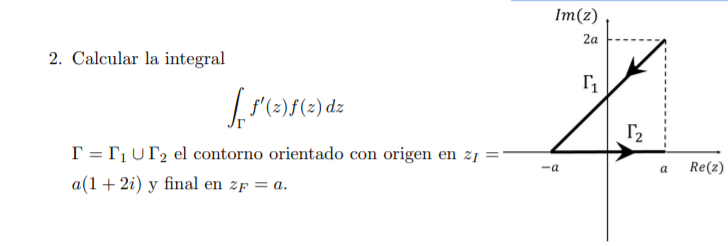 2. Calcular la integral
∫_Γ f′(z)f(z) dz
Γ = Γ₁ ∪ Γ₂ el contorno orientado con origen en z_I =
a(1 + 2i) y final en z_F = a.
Im(z)
2a
Γ₁
Γ₂
−a
a
Re(z)